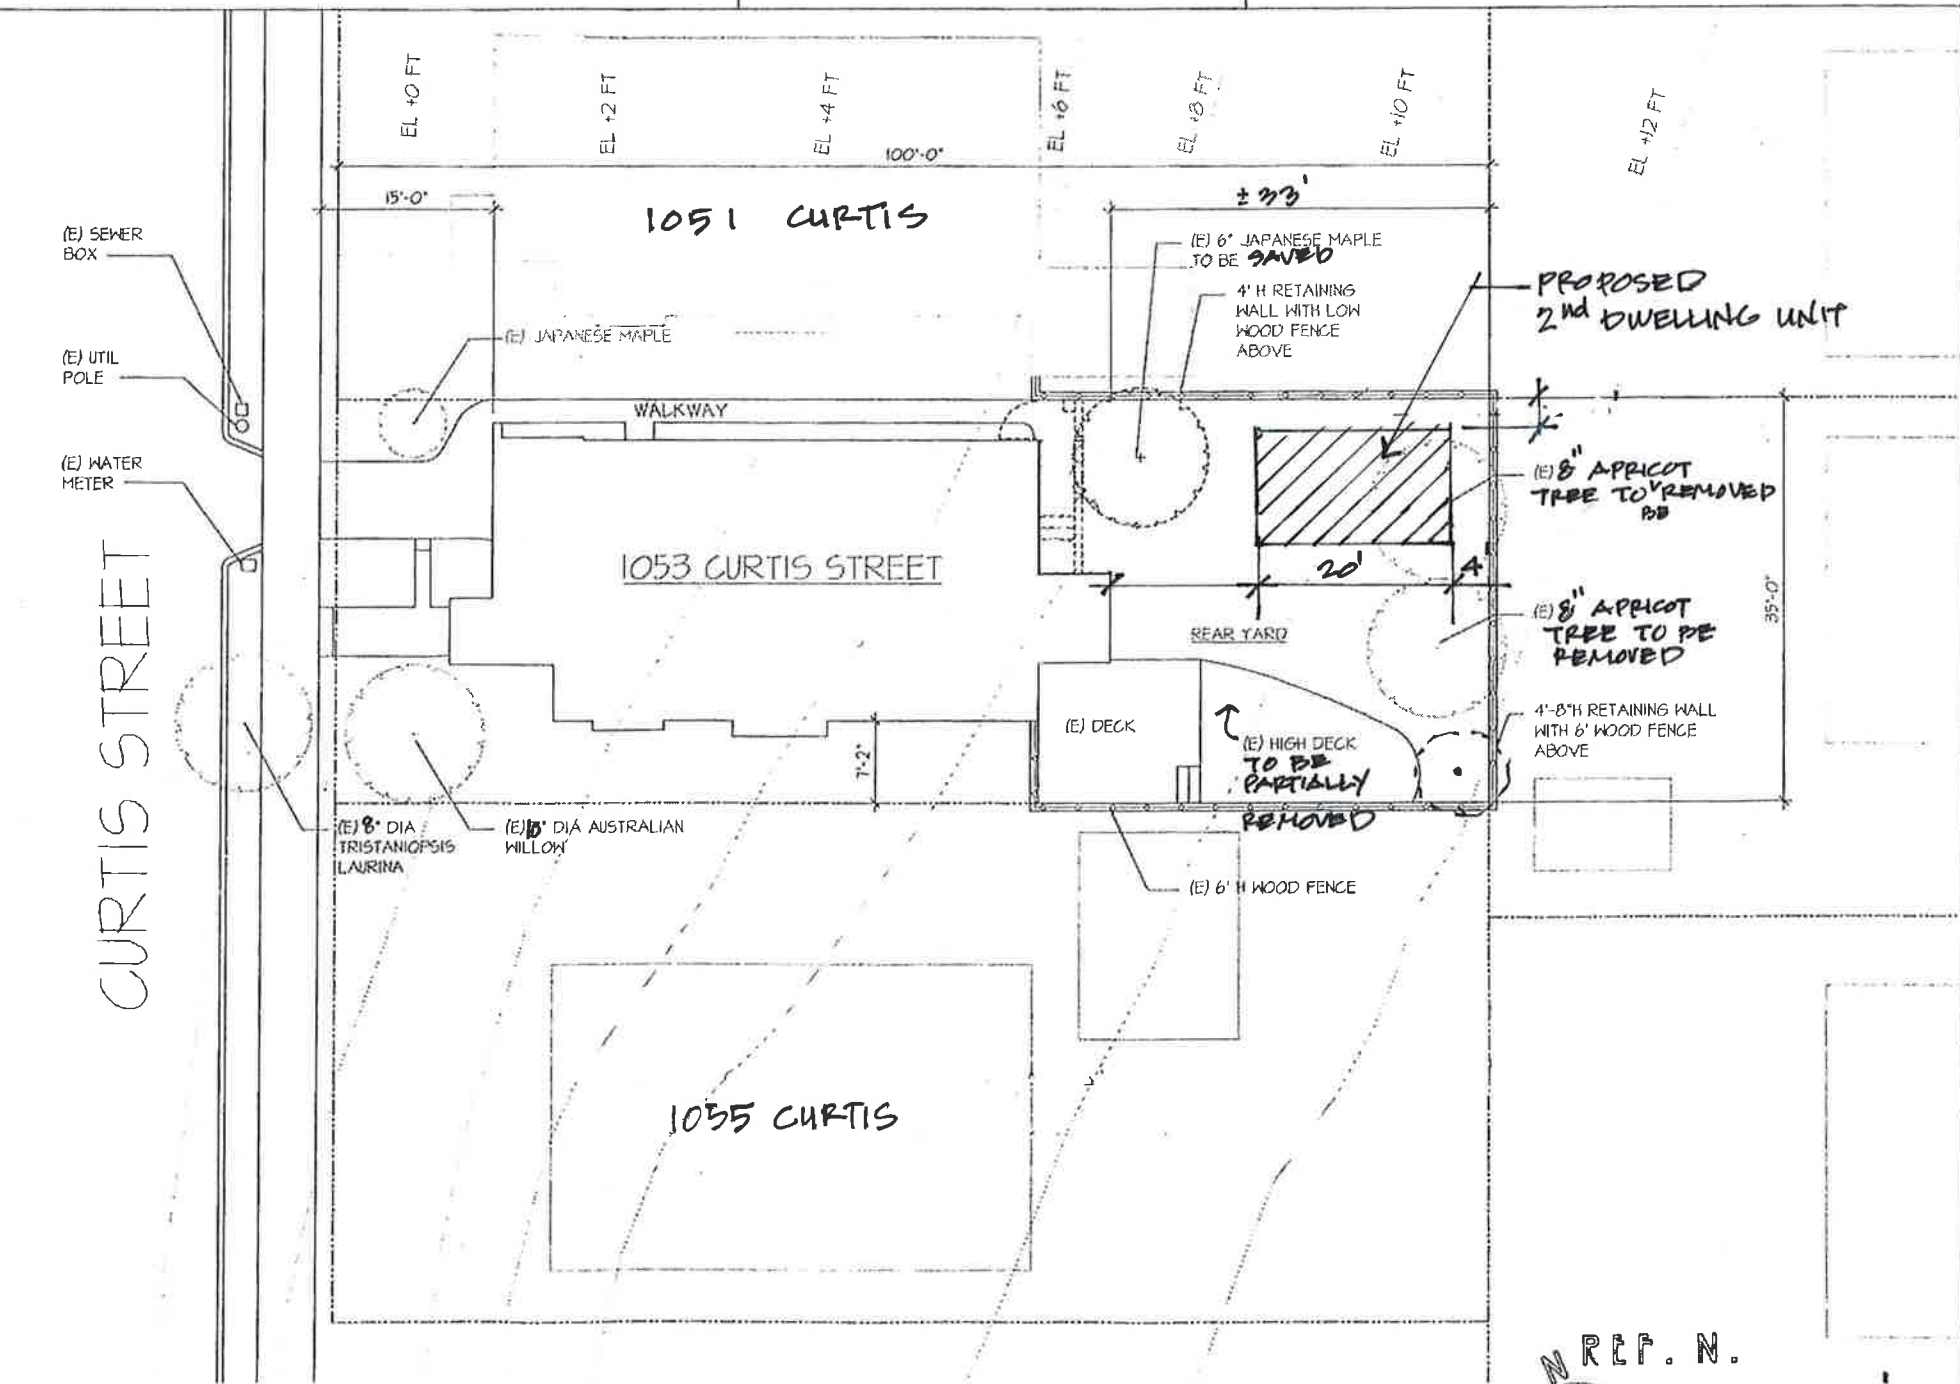 EL +0 FT
EL +2 FT
EL +4 FT
EL +6 FT
EL +8 FT
EL +10 FT
EL +12 FT
100'-0"
15'-0"
1051 CURTIS
± 33'
(E) SEWER
BOX
(E) 6" JAPANESE MAPLE
TO BE SAVED
4' H RETAINING
WALL WITH LOW
WOOD FENCE
ABOVE
PROPOSED
2nd DWELLING UNIT
(E) JAPANESE MAPLE
(E) UTIL
POLE
WALKWAY
(E) WATER
METER
(E) 8" APRICOT
TREE TO REMOVED
BE
1053 CURTIS STREET
20'
4'
35'-0"
REAR YARD
(E) 8" APRICOT
TREE TO BE
REMOVED
CURTIS STREET
(E) DECK
7'-2"
(E) HIGH DECK
TO BE
PARTIALLY
REMOVED
4'-8"H RETAINING WALL
WITH 6' WOOD FENCE
ABOVE
(E) 8" DIA
TRISTANIOPSIS
LAURINA
(E) DIA AUSTRALIAN
WILLOW
(E) 6' H WOOD FENCE
1055 CURTIS
N REF. N.